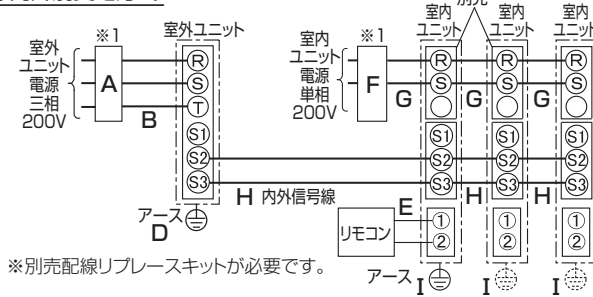 別売
※1
室外ユニット
室外
ユニット
電源
三相
200V
A
B
R
S
T
S1
S2
S3
アース
D
※1
室内
ユニット
電源
単相
200V
F
G
G
G
室内
ユニット
室内
ユニット
室内
ユニット
R
S
R
S
R
S
S1
S2
S3
S1
S2
S3
S1
S2
S3
H 内外信号線
H
H
E
リモコン
①
②
①
②
①
②
アース
I
I
I
※別売配線リプレースキットが必要です。